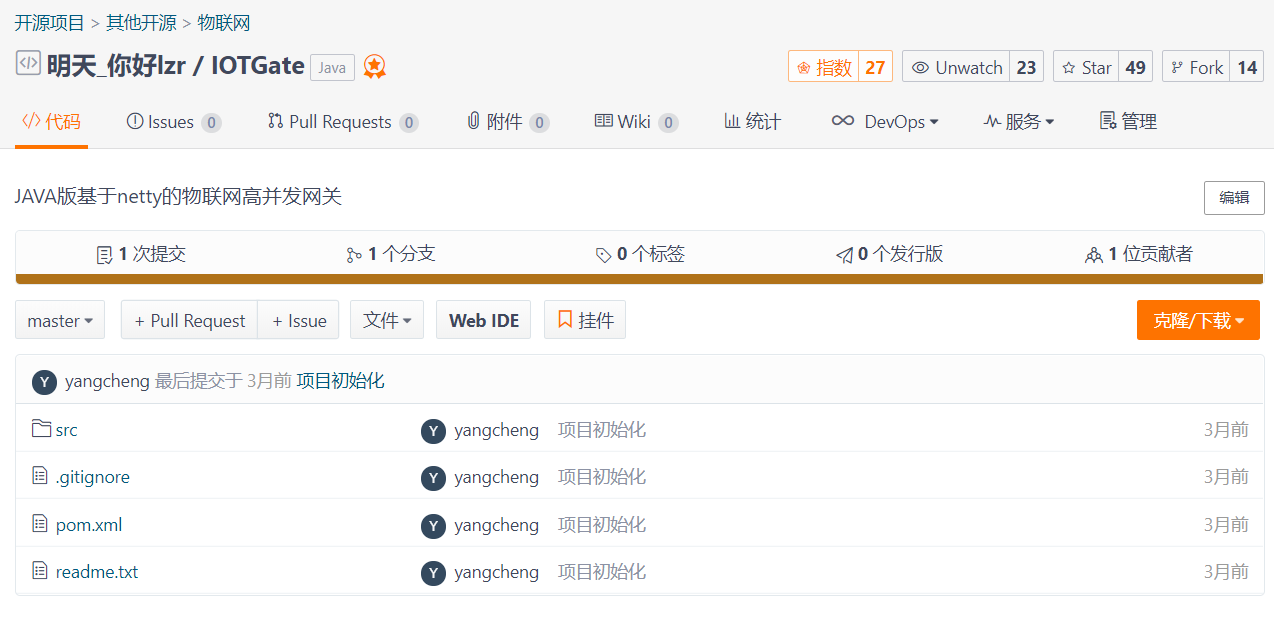 开源项目 > 其他开源 > 物联网
明天_你好lzr / IOTGate Java 指数 27 Unwatch 23 Star 49 Fork 14
代码 Issues 0 Pull Requests 0 附件 0 Wiki 0 统计 DevOps 服务 管理
JAVA版基于netty的物联网高并发网关 编辑
1 次提交 1 个分支 0 个标签 0 个发行版 1 位贡献者
master + Pull Request + Issue 文件 Web IDE 挂件 克隆/下载
Y yangcheng 最后提交于 3月前 项目初始化
src Y yangcheng 项目初始化 3月前
.gitignore Y yangcheng 项目初始化 3月前
pom.xml Y yangcheng 项目初始化 3月前
readme.txt Y yangcheng 项目初始化 3月前